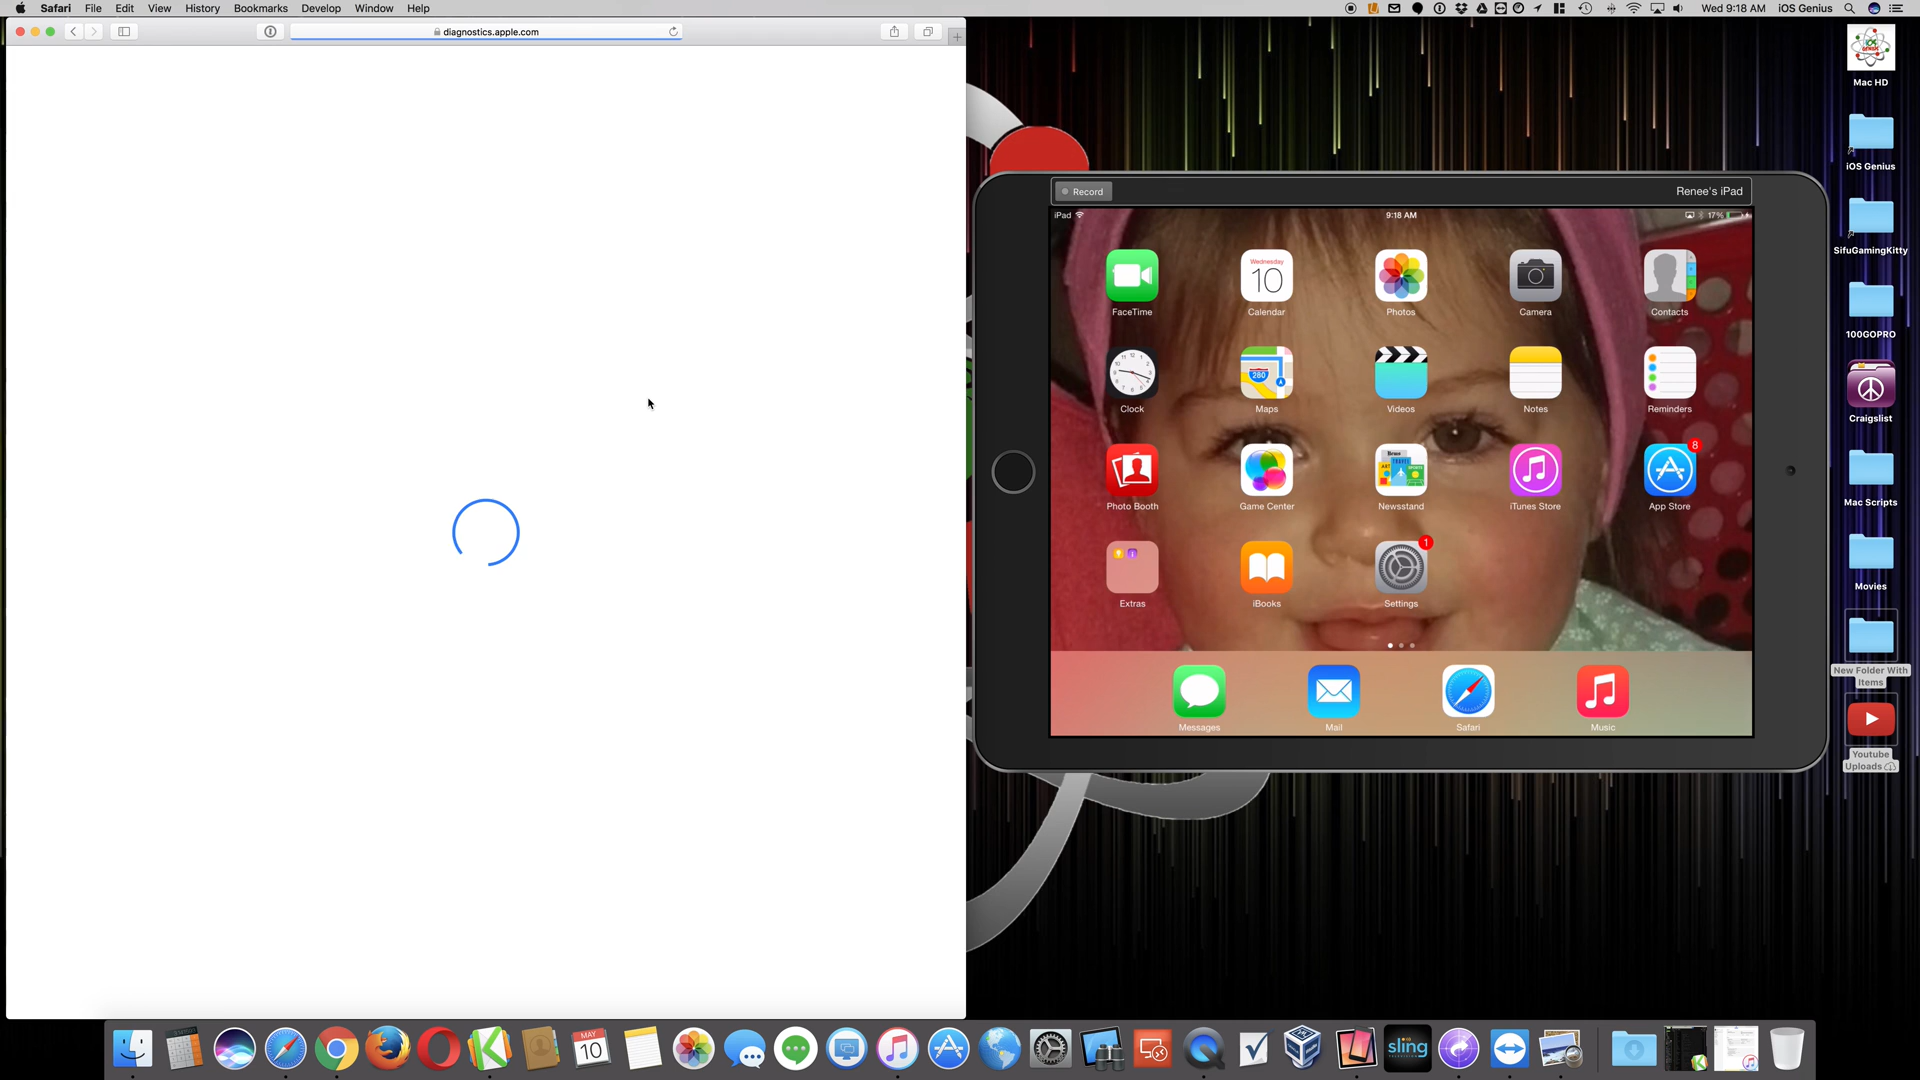 Safari File Edit View History Bookmarks Develop Window Help
Wed 9:18 AM iOS Genius
diagnostics.apple.com
Mac HD
iOS Genius
SifuGamingKitty
100GOPRO
Craigslist
Mac Scripts
Movies
New Folder With
Items
Youtube
Uploads
Record
Renee's iPad
iPad 9:18 AM 17%
Wednesday
10
FaceTime Calendar Photos Camera Contacts
280
Clock Maps Videos Notes Reminders
8
Photo Booth Game Center Newsstand iTunes Store App Store
1
Extras iBooks Settings
Messages Mail Safari Music
MAY
10
sling